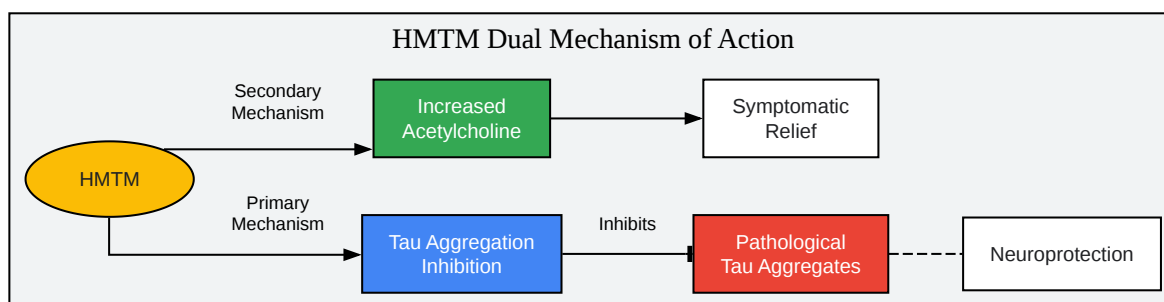 HMTM Dual Mechanism of Action
Secondary
Mechanism
Increased
Acetylcholine
Symptomatic
Relief
HMTM
Primary
Mechanism
Tau Aggregation
Inhibition
Inhibits
Pathological
Tau Aggregates
Neuroprotection